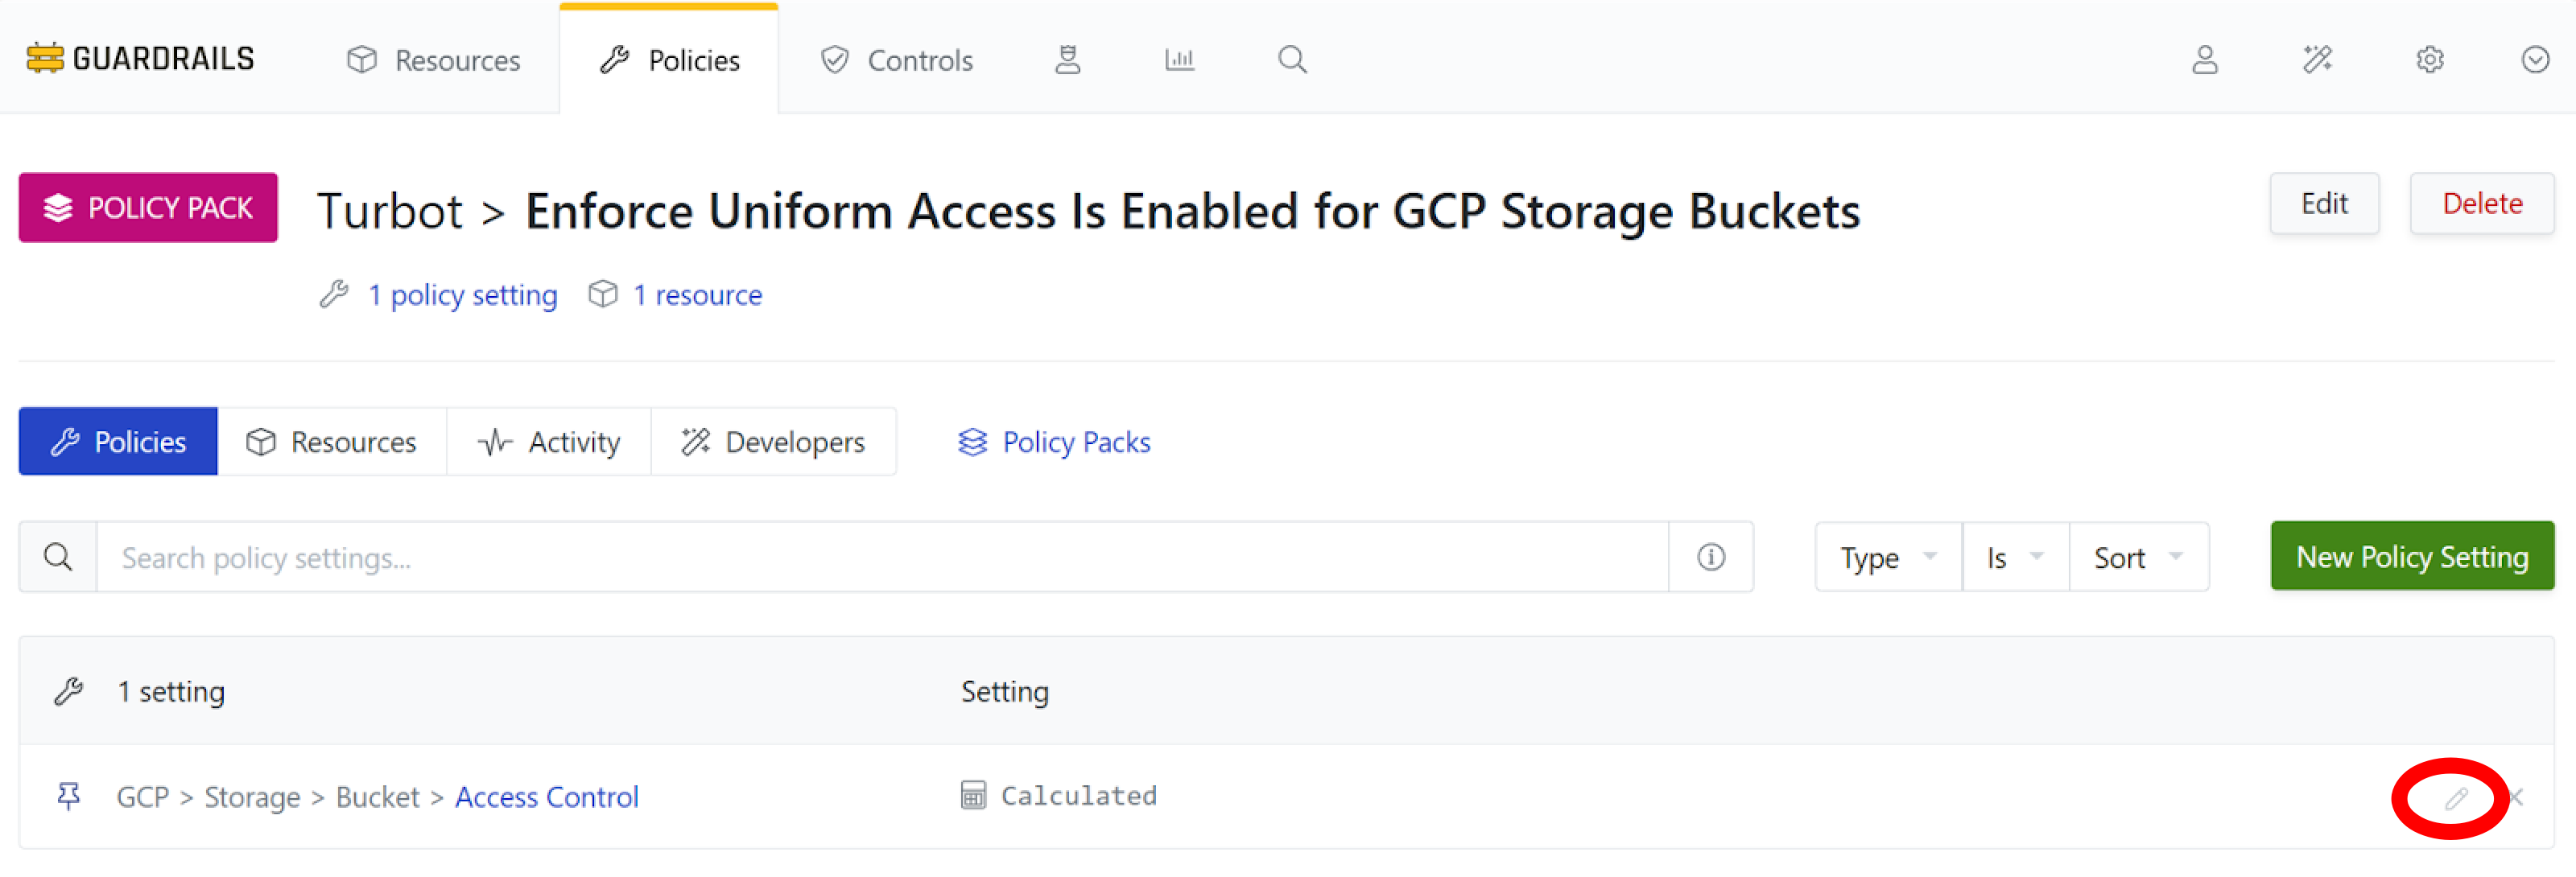 GUARDRAILS Resources Policies Controls
POLICY PACK Turbot > Enforce Uniform Access Is Enabled for GCP Storage Buckets Edit Delete
1 policy setting 1 resource
Policies Resources Activity Developers Policy Packs
Search policy settings... Type Is Sort New Policy Setting
1 setting Setting
GCP > Storage > Bucket > Access Control Calculated